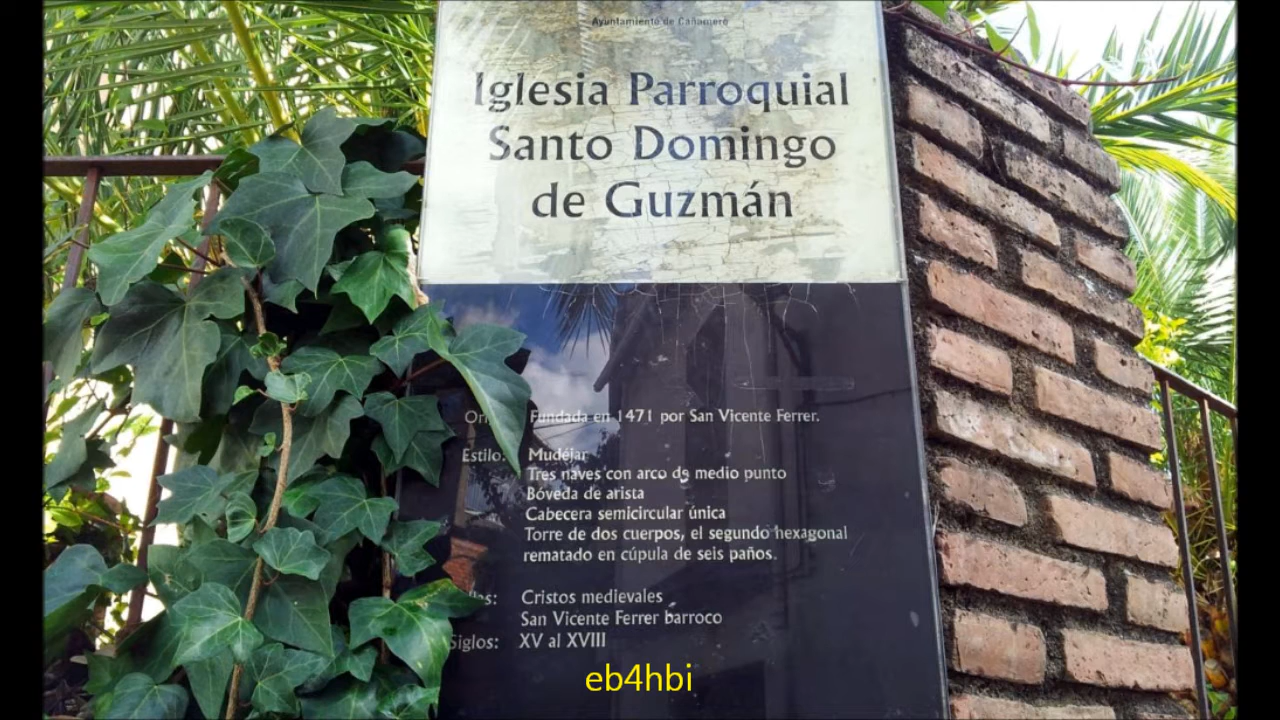 Ayuntamiento de Cañamero
Iglesia Parroquial
Santo Domingo
de Guzmán
Fundada en 1471 por San Vicente Ferrer.
Estilo: Mudéjar
Tres naves con arco de medio punto
Bóveda de arista
Cabecera semicircular única
Torre de dos cuerpos, el segundo hexagonal
rematado en cúpula de seis paños.
Cristos medievales
San Vicente Ferrer barroco
Siglos: XV al XVIII
eb4hbi